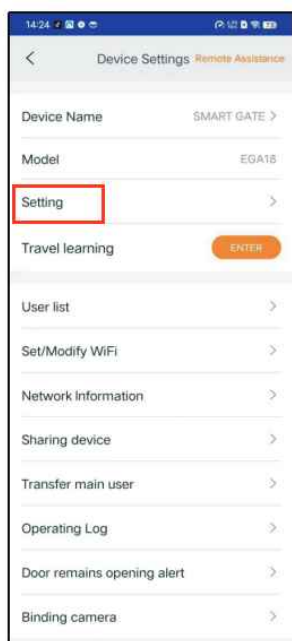 14:24
Device Settings Remote Assistance
Device Name SMART GATE >
Model EGA18
Setting >
Travel learning ENTER
User list >
Set/Modify WiFi >
Network Information >
Sharing device >
Transfer main user >
Operating Log >
Door remains opening alert >
Binding camera >